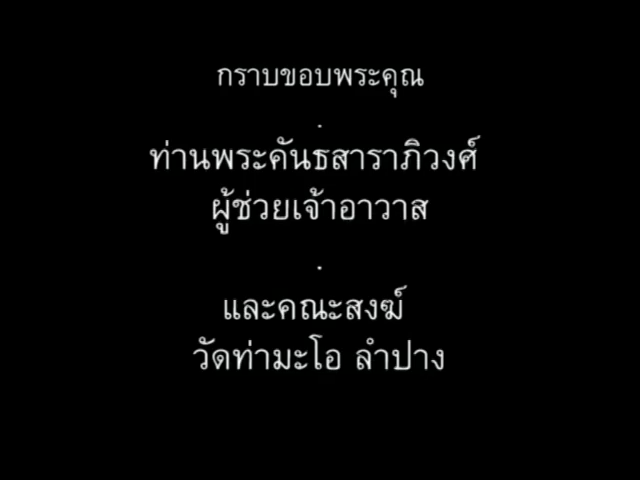 กราบขอบพระคุณ
.
ท่านพระคันธสาราภิวงศ์
ผู้ช่วยเจ้าอาวาส
.
และคณะสงฆ์
วัดท่ามะโอ ลำปาง